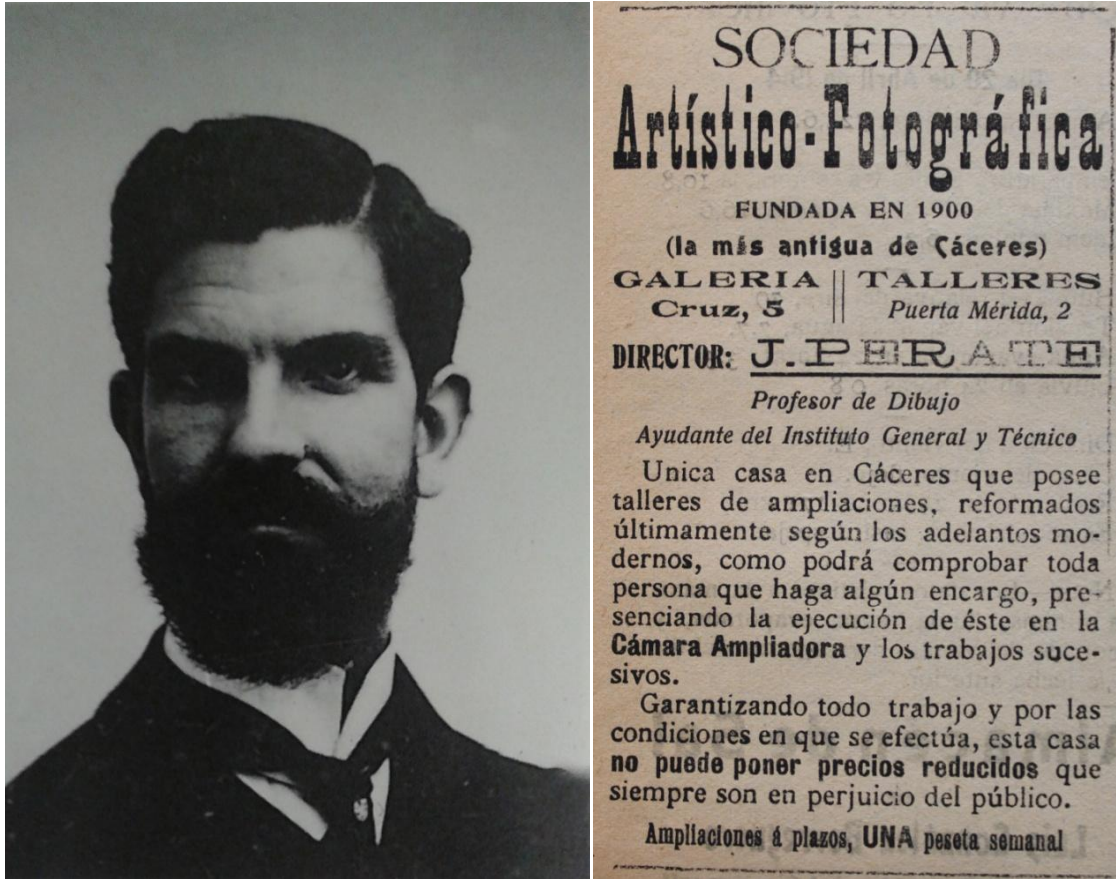 SOCIEDAD
Artístico-Fotográfica
FUNDADA EN 1900
(la más antigua de Cáceres)
GALERIA || TALLERES
Cruz, 5 || Puerta Mérida, 2
DIRECTOR: J. PERATE
Profesor de Dibujo
Ayudante del Instituto General y Técnico
Unica casa en Cáceres que posee
talleres de ampliaciones, reformados
últimamente según los adelantos mo-
dernos, como podrá comprobar toda
persona que haga algún encargo, pre-
senciando la ejecución de éste en la
Cámara Ampliadora y los trabajos suce-
sivos.
Garantizando todo trabajo y por las
condiciones en que se efectúa, esta casa
no puede poner precios reducidos que
siempre son en perjuicio del público.
Ampliaciones á plazos, UNA peseta semanal